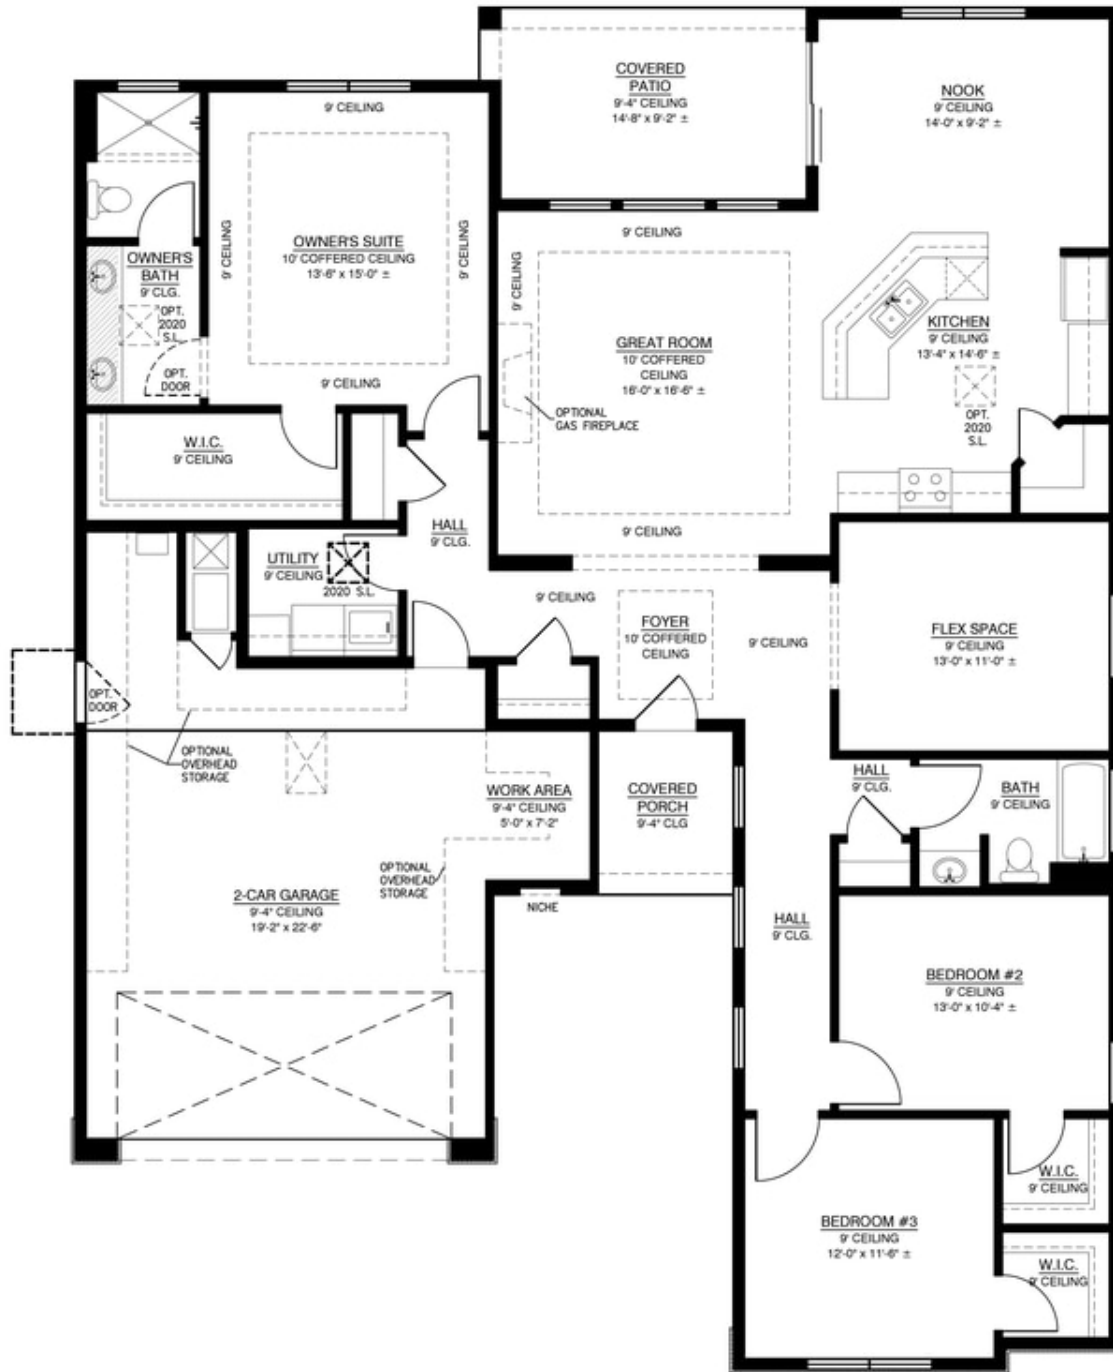 COVERED
PATIO
9'-4" CEILING
14'-8" x 9'-2" ±
NOOK
9' CEILING
14'-0" x 9'-2" ±
9' CEILING
OWNER'S SUITE
10' COFFERED CEILING
13'-6" x 15'-0" ±
9' CEILING
9' CEILING
9' CEILING
OWNER'S
BATH
9' CLG.
OPT.
2020
S.L.
OPT.
DOOR
9' CEILING
9' CEILING
GREAT ROOM
10' COFFERED
CEILING
16'-0" x 16'-6" ±
OPTIONAL
GAS FIREPLACE
9' CEILING
KITCHEN
9' CEILING
13'-4" x 14'-6" ±
OPT.
2020
S.L.
W.I.C.
9' CEILING
HALL
9' CLG.
UTILITY
9' CEILING
2020 S.L.
9' CEILING
FOYER
10' COFFERED
CEILING
9' CEILING
FLEX SPACE
9' CEILING
13'-0" x 11'-0" ±
OPT.
DOOR
OPTIONAL
OVERHEAD
STORAGE
WORK AREA
9'-4" CEILING
5'-0" x 7'-2"
COVERED
PORCH
9'-4" CLG
HALL
9' CLG.
BATH
9' CEILING
OPTIONAL
OVERHEAD
STORAGE
2-CAR GARAGE
9'-4" CEILING
19'-2" x 22'-6"
NICHE
HALL
9' CLG.
BEDROOM #2
9' CEILING
13'-0" x 10'-4" ±
W.I.C.
9' CEILING
BEDROOM #3
9' CEILING
12'-0" x 11'-6" ±
W.I.C.
9' CEILING